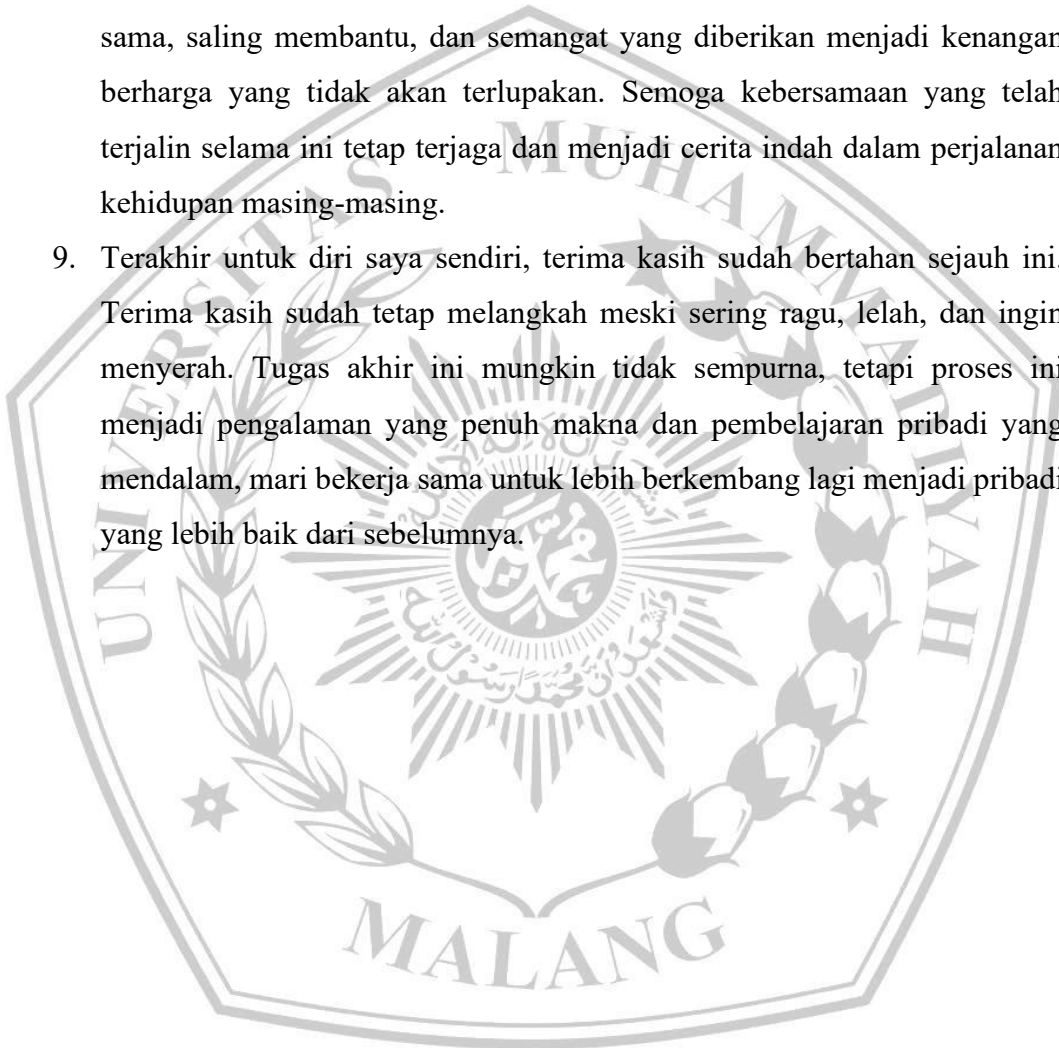 sama, saling membantu, dan semangat yang diberikan menjadi kenangan
berharga yang tidak akan terlupakan. Semoga kebersamaan yang telah
terjalin selama ini tetap terjaga dan menjadi cerita indah dalam perjalanan
kehidupan masing-masing.
9. Terakhir untuk diri saya sendiri, terima kasih sudah bertahan sejauh ini.
Terima kasih sudah tetap melangkah meski sering ragu, lelah, dan ingin
menyerah. Tugas akhir ini mungkin tidak sempurna, tetapi proses ini
menjadi pengalaman yang penuh makna dan pembelajaran pribadi yang
mendalam, mari bekerja sama untuk lebih berkembang lagi menjadi pribadi
yang lebih baik dari sebelumnya.
UNIVERSITAS MUHAMMADIYAH
MALANG